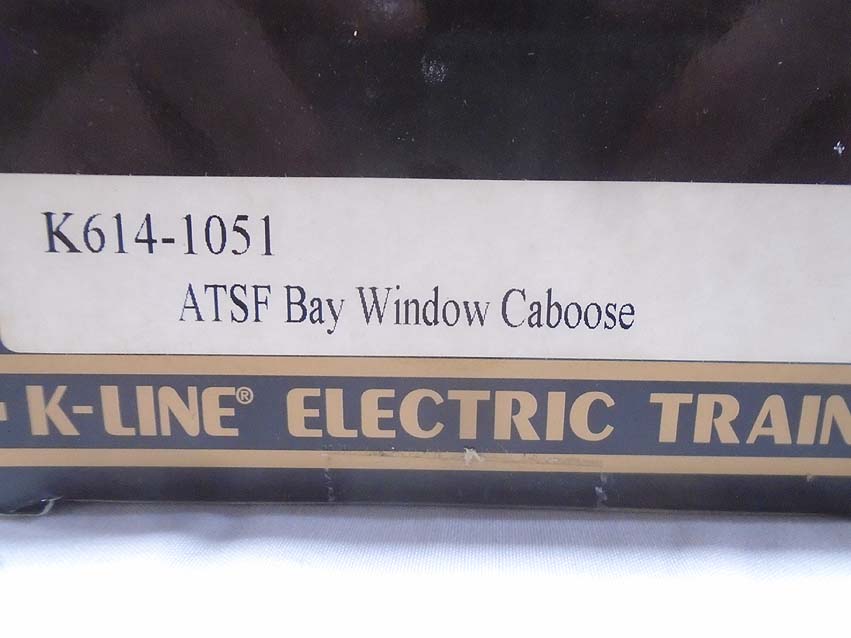 K614-1051
ATSF Bay Window Caboose
K-LINE® ELECTRIC TRAIN